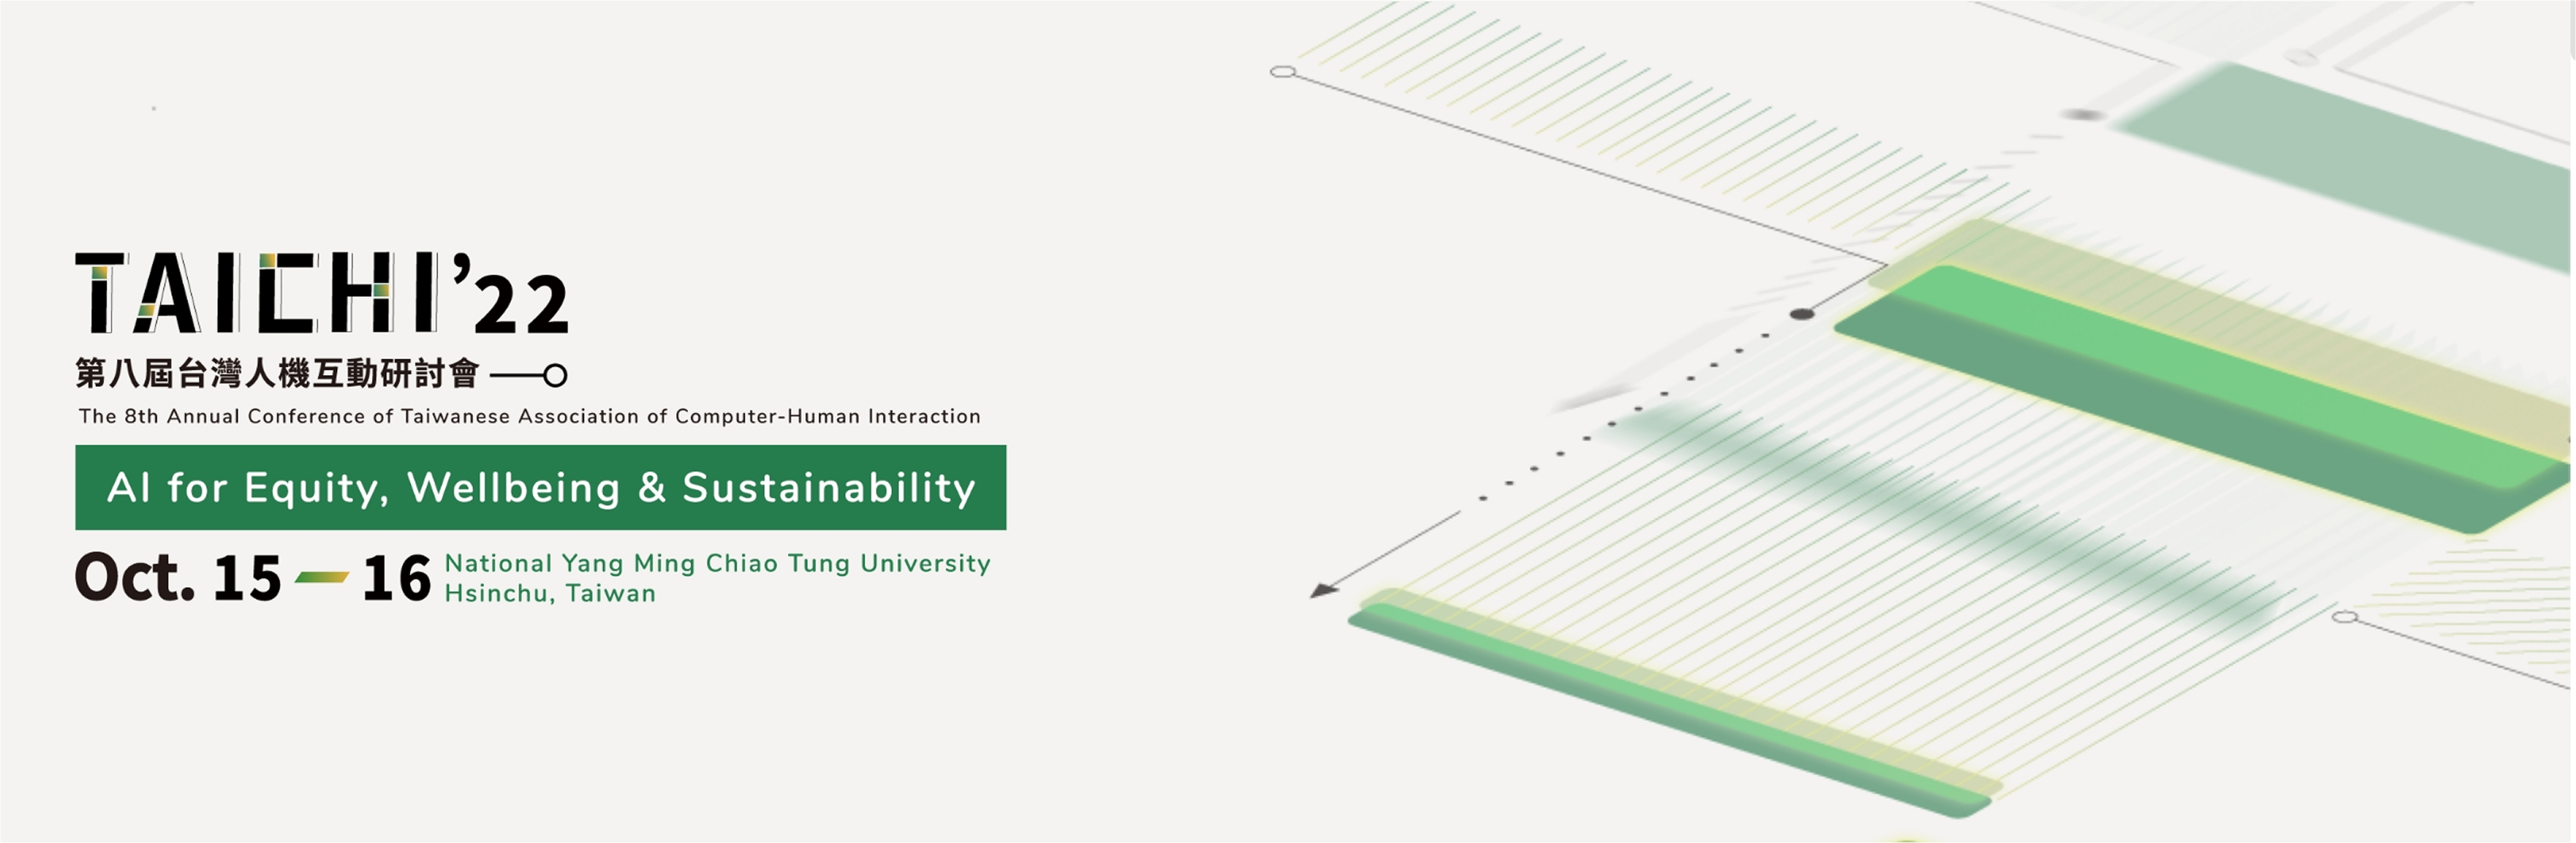 TAICHI’22
第八屆台灣人機互動研討會
The 8th Annual Conference of Taiwanese Association of Computer-Human Interaction
AI for Equity, Wellbeing & Sustainability
Oct. 15 — 16
National Yang Ming Chiao Tung University
Hsinchu, Taiwan